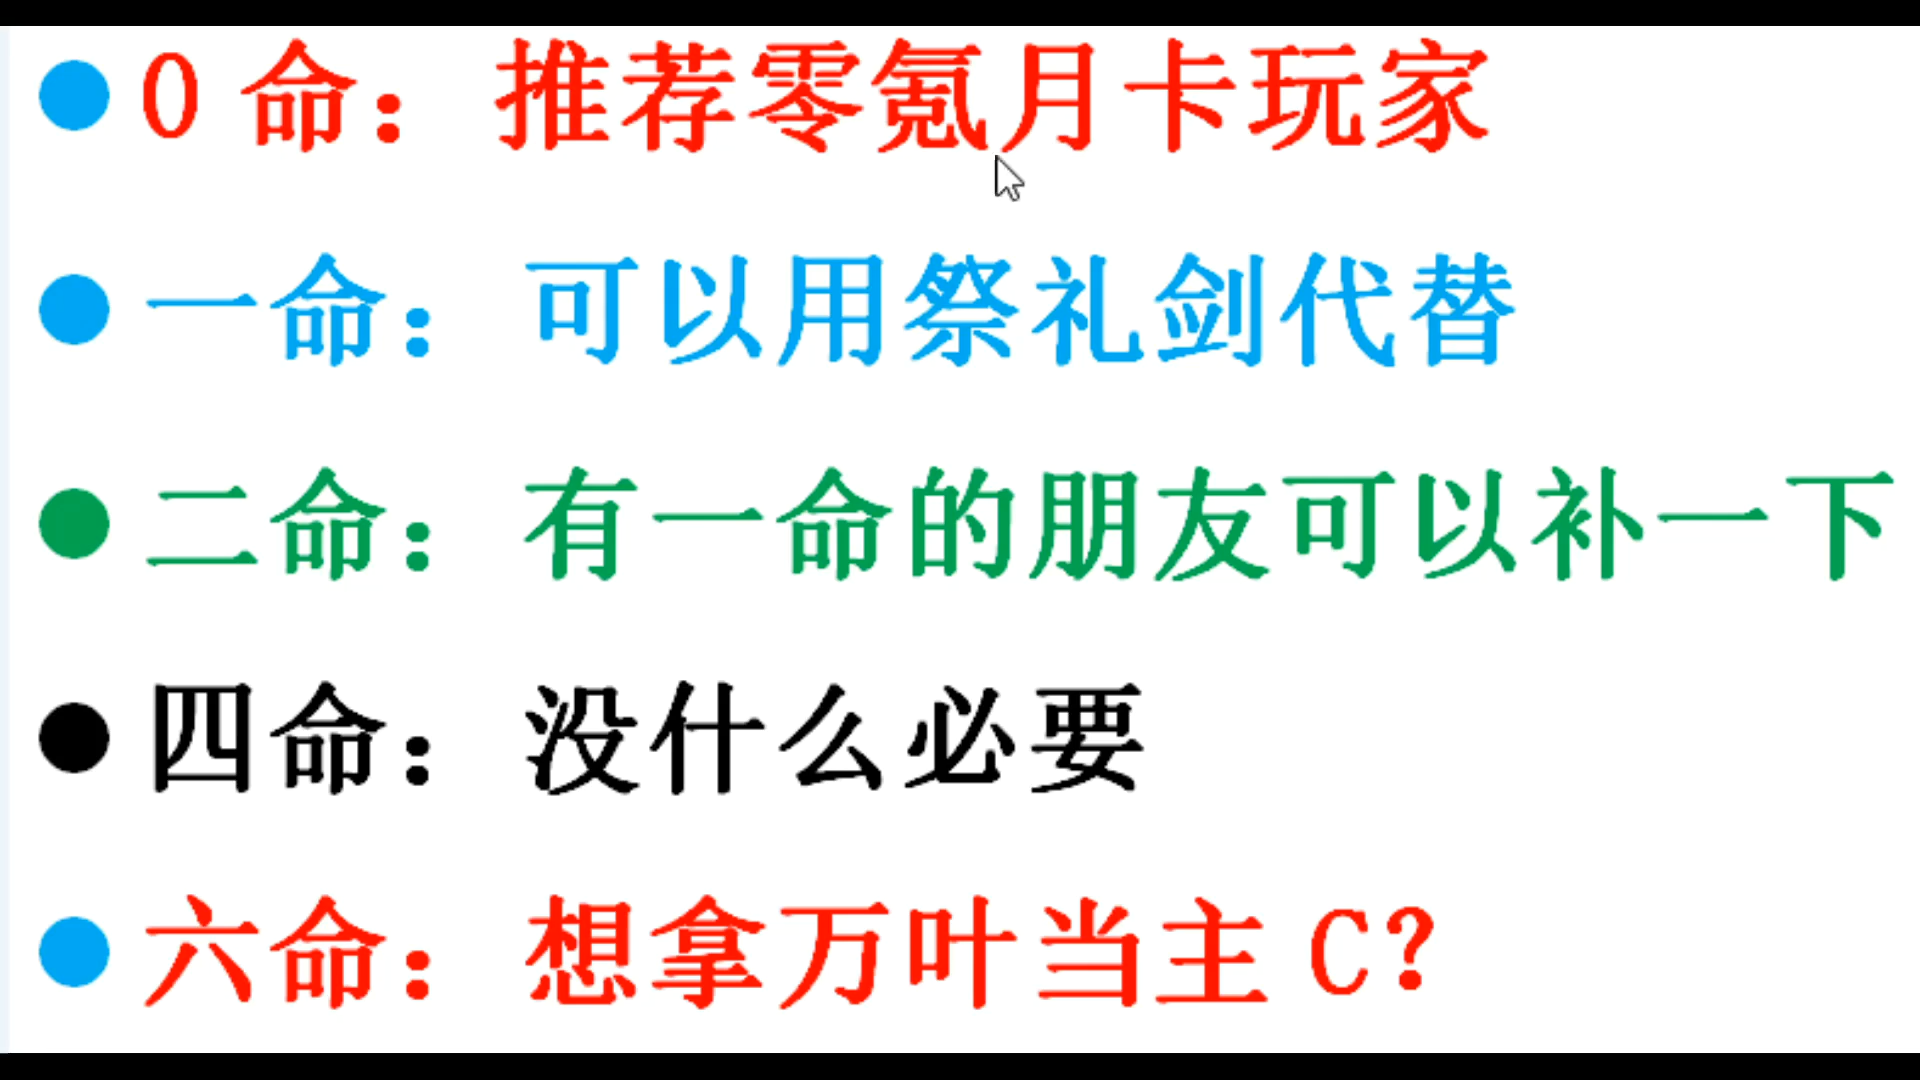 0 命：推荐零氪月卡玩家
一命：可以用祭礼剑代替
二命：有一命的朋友可以补一下
四命：没什么必要
六命：想拿万叶当主 C？